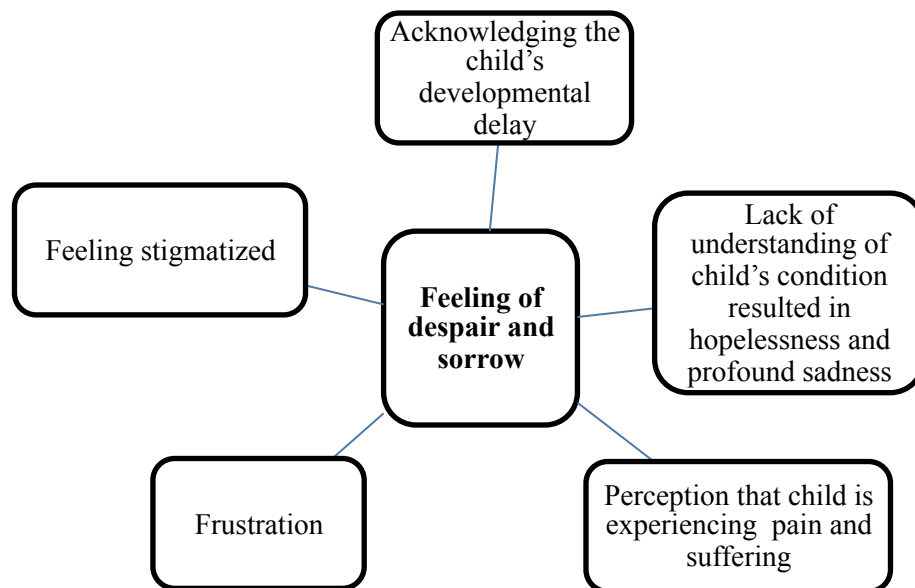 Acknowledging the
child’s
developmental
delay
Feeling stigmatized
Lack of
understanding of
child’s condition
resulted in
hopelessness and
profound sadness
Feeling of
despair and
sorrow
Frustration
Perception that child is
experiencing  pain and
suffering